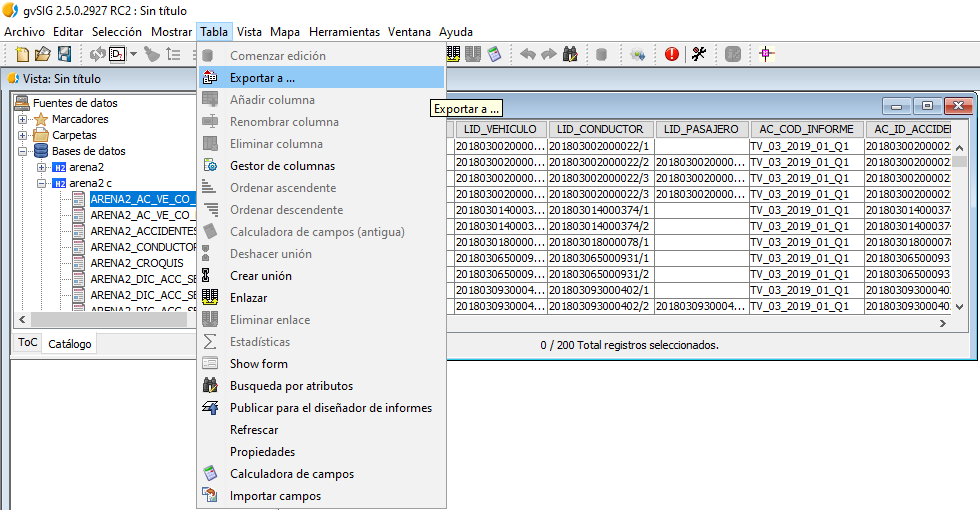 gvSIG 2.5.0.2927 RC2 : Sin título
Archivo Editar Selección Mostrar Tabla Vista Mapa Herramientas Ventana Ayuda
Vista: Sin título
Fuentes de datos
Marcadores
Carpetas
Bases de datos
H2 arena2
H2 arena2 c
ARENA2_AC_VE_CO_
ARENA2_AC_VE_CO_
ARENA2_ACCIDENTES
ARENA2_CONDUCTOR
ARENA2_CROQUIS
ARENA2_DIC_ACC_SE
ARENA2_DIC_ACC_SE
ARENA2_DIC_ACC_SE
ToC Catálogo
Comenzar edición
Exportar a ...
Añadir columna
Renombrar columna
Eliminar columna
Gestor de columnas
Ordenar ascendente
Ordenar descendente
Calculadora de campos (antigua)
Deshacer unión
Crear unión
Enlazar
Eliminar enlace
Estadísticas
Show form
Busqueda por atributos
Publicar para el diseñador de informes
Refrescar
Propiedades
Calculadora de campos
Importar campos
Exportar a ...
LID_VEHICULO LID_CONDUCTOR LID_PASAJERO AC_COD_INFORME AC_ID_ACCIDE
2018030020000... 201803002000022/1 TV_03_2019_01_Q1 20180300200002
2018030020000... 201803002000022/2 2018030020000... TV_03_2019_01_Q1 20180300200002
2018030020000... 201803002000022/3 2018030020000... TV_03_2019_01_Q1 20180300200002
2018030020000... 201803002000022/3 2018030020000... TV_03_2019_01_Q1 20180300200002
2018030140003... 201803014000374/1 TV_03_2019_01_Q1 20180301400037
2018030140003... 201803014000374/2 TV_03_2019_01_Q1 20180301400037
2018030180000... 201803018000078/1 TV_03_2019_01_Q1 20180301800007
2018030650009... 201803065000931/1 TV_03_2019_01_Q1 20180306500093
2018030650009... 201803065000931/2 TV_03_2019_01_Q1 20180306500093
2018030930004... 201803093000402/1 TV_03_2019_01_Q1 20180309300040
2018030930004... 201803093000402/2 2018030930004... TV_03_2019_01_Q1 20180309300040
0 / 200 Total registros seleccionados.